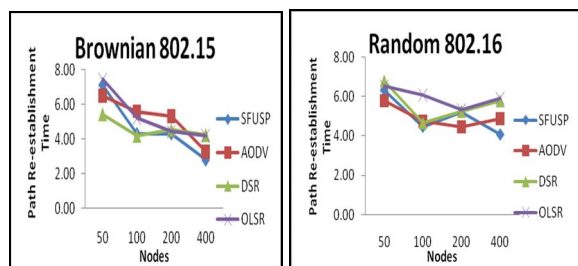 Brownian 802.15
Path Re-establishment
Time
8.00
6.00
4.00
2.00
0.00
50 100 200 400
Nodes
SFUSP
AODV
DSR
OLSR
Random 802.16
Path Re-establishment
Time
8.00
6.00
4.00
2.00
0.00
50 100 200 400
Nodes
SFUSP
AODV
DSR
OLSR